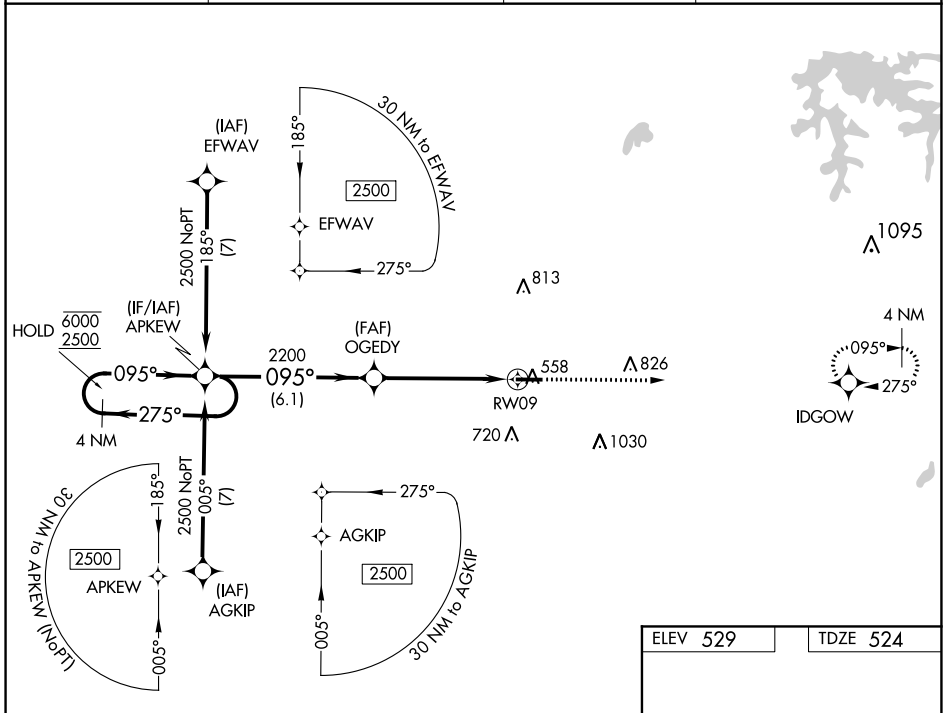 (IAF)
EFWAV
30 NM to EFWAV
185°
2500
EFWAV
275°
2500 NoPT
185°
(7)
1095
813
HOLD
6000
2500
(IF/IAF)
APKEW
(FAF)
OGEDY
4 NM
095°
2200
095°
(6.1)
558
826
095°
275°
275°
RW09
IDGOW
4 NM
720
1030
2500 NoPT
005°
(7)
185°
30 NM to APKEW (NoPT)
2500
APKEW
005°
(IAF)
AGKIP
275°
AGKIP
2500
005°
30 NM to AGKIP
ELEV 529
TDZE 524